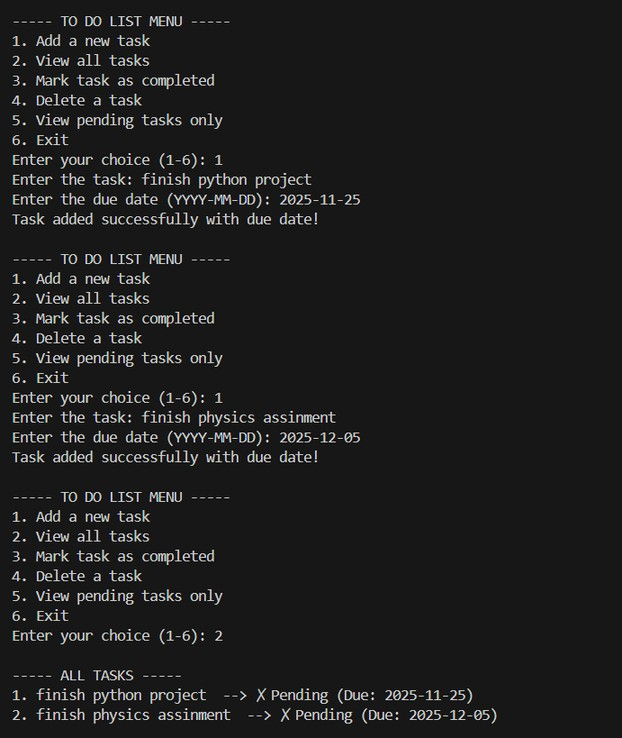 ----- TO DO LIST MENU -----
1. Add a new task
2. View all tasks
3. Mark task as completed
4. Delete a task
5. View pending tasks only
6. Exit
Enter your choice (1-6): 1
Enter the task: finish python project
Enter the due date (YYYY-MM-DD): 2025-11-25
Task added successfully with due date!

----- TO DO LIST MENU -----
1. Add a new task
2. View all tasks
3. Mark task as completed
4. Delete a task
5. View pending tasks only
6. Exit
Enter your choice (1-6): 1
Enter the task: finish physics assinment
Enter the due date (YYYY-MM-DD): 2025-12-05
Task added successfully with due date!

----- TO DO LIST MENU -----
1. Add a new task
2. View all tasks
3. Mark task as completed
4. Delete a task
5. View pending tasks only
6. Exit
Enter your choice (1-6): 2

----- ALL TASKS -----
1. finish python project  --> ✗ Pending (Due: 2025-11-25)
2. finish physics assinment  --> ✗ Pending (Due: 2025-12-05)